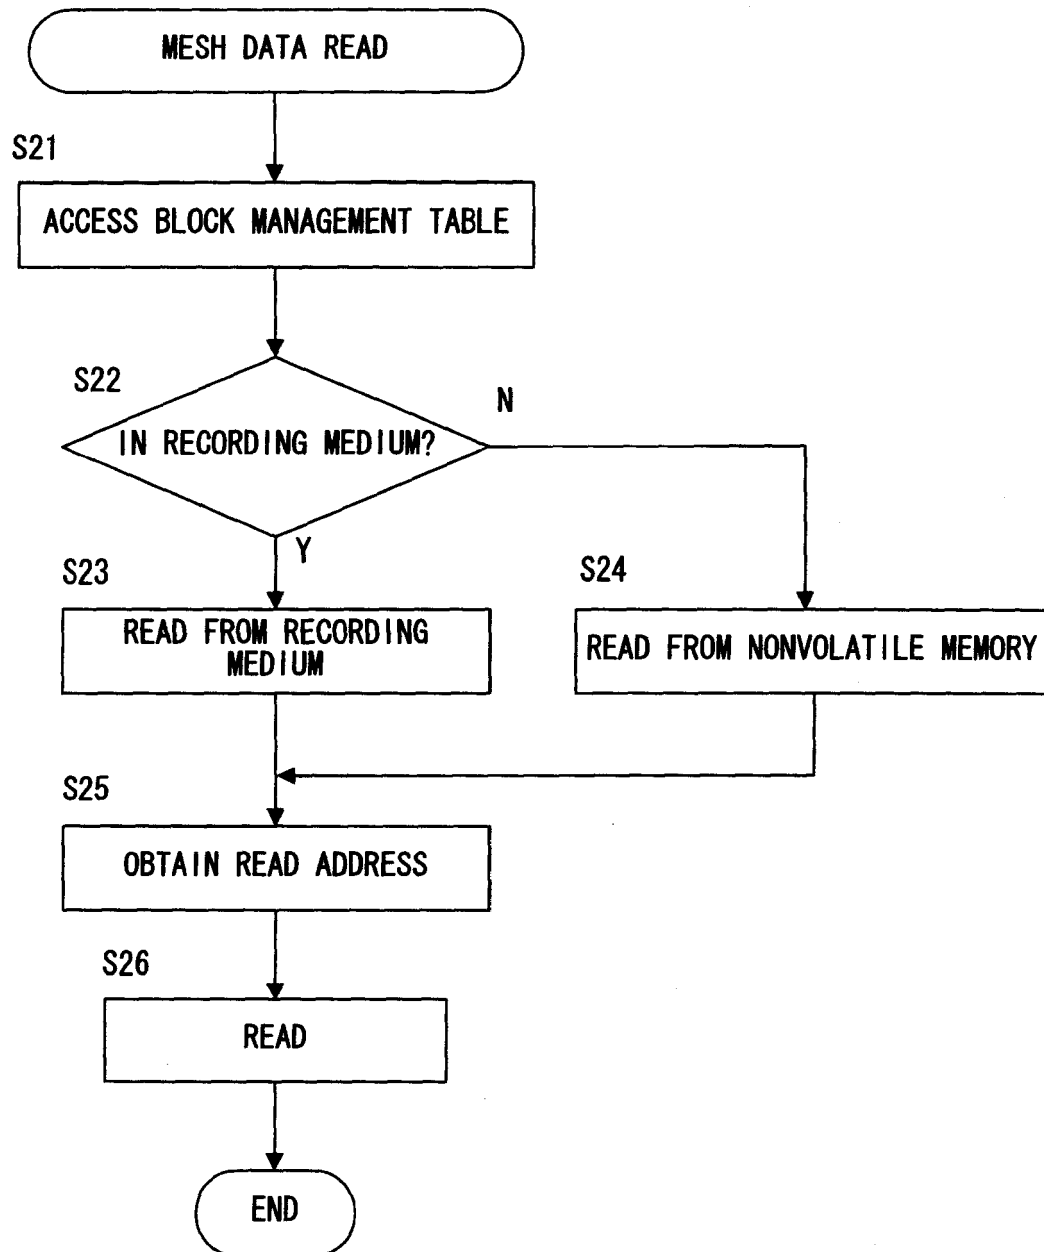 MESH DATA READ
S21
ACCESS BLOCK MANAGEMENT TABLE
S22
N
IN RECORDING MEDIUM?
Y
S23
S24
READ FROM RECORDING
MEDIUM
READ FROM NONVOLATILE MEMORY
S25
OBTAIN READ ADDRESS
S26
READ
END